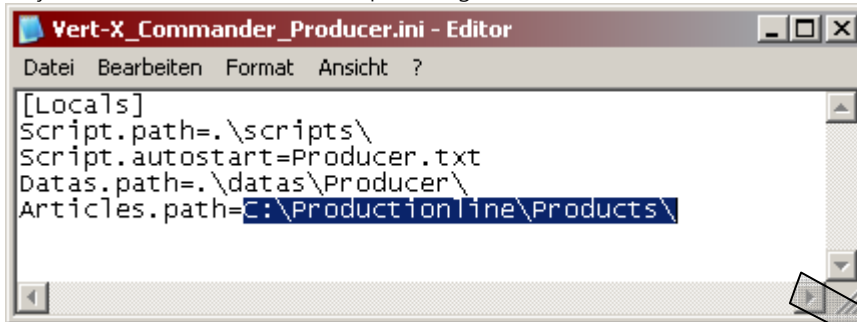 Vert-X_Commander_Producer.ini - Editor
Datei Bearbeiten Format Ansicht ?
[Locals]
Script.path=.\scripts\
Script.autostart=Producer.txt
Datas.path=.\datas\Producer\
Articles.path=C:\Productionline\Products\